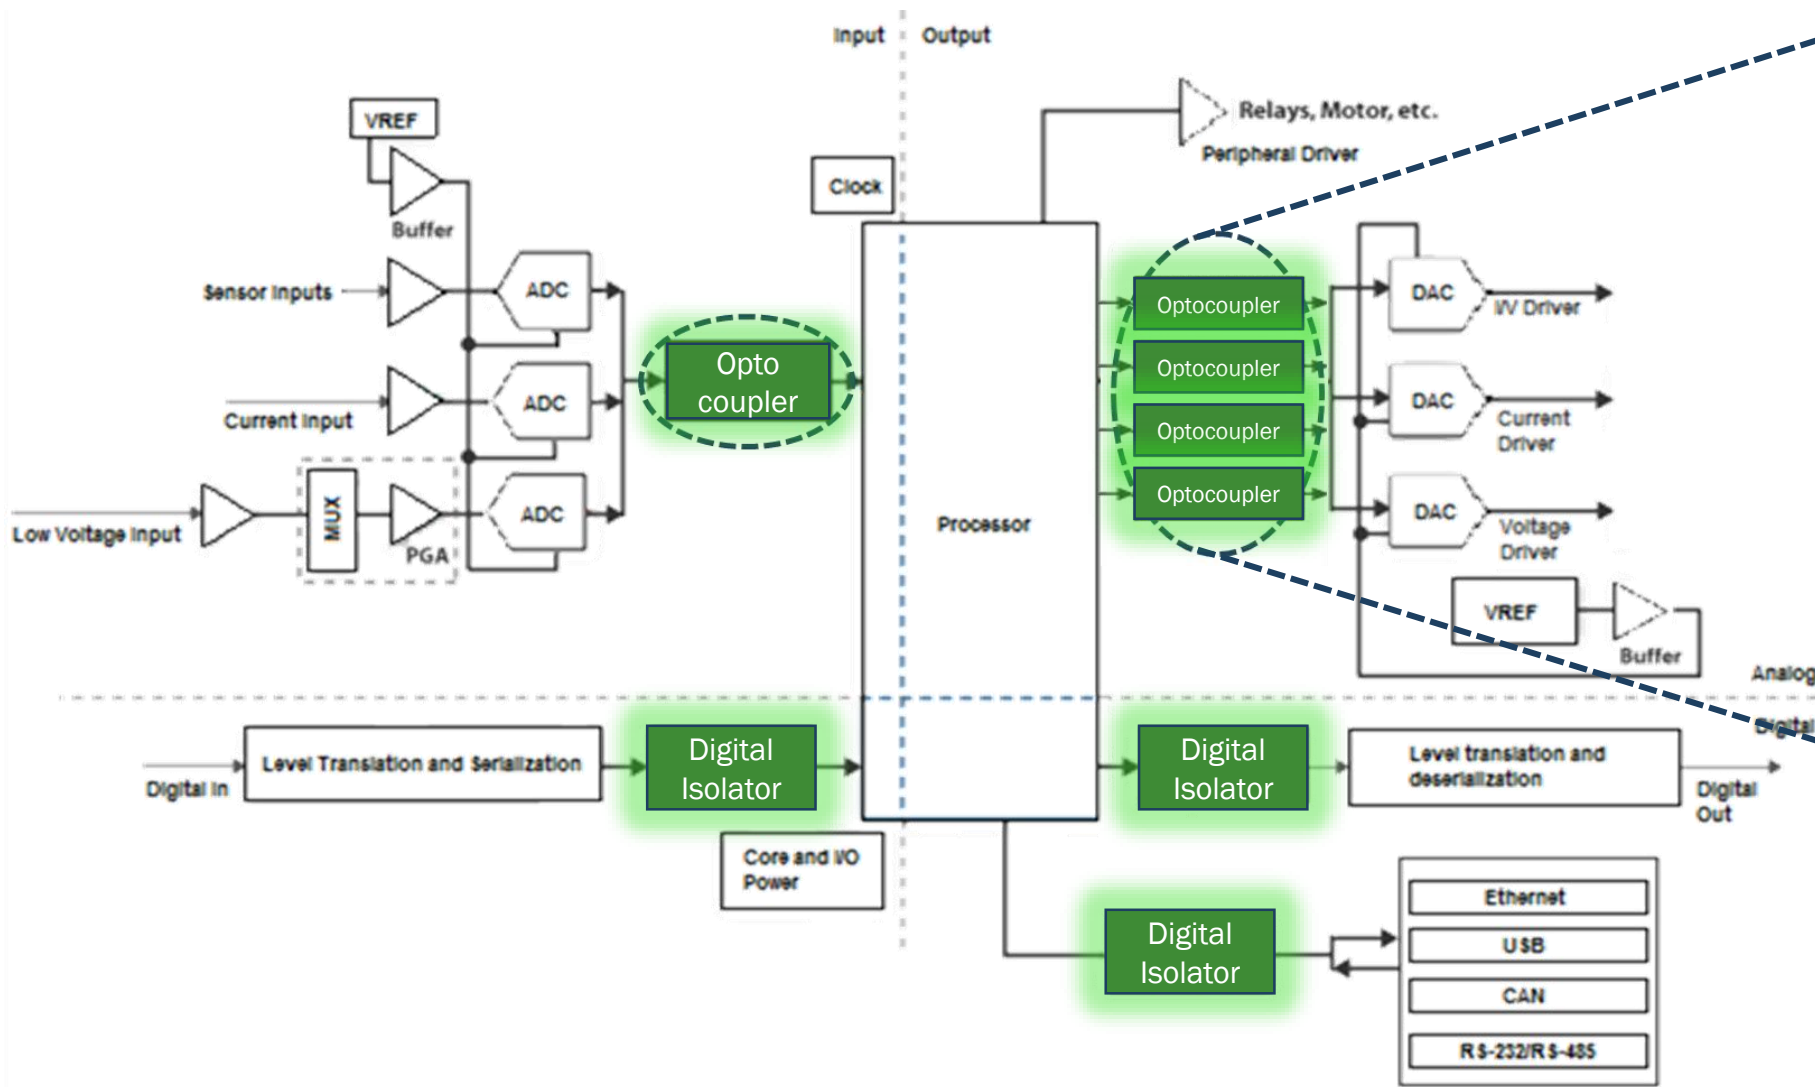 Input
Output
VREF
Relays, Motor, etc.
Peripheral Driver
Clock
Buffer
Sensor Inputs
ADC
Optocoupler
DAC
I/V Driver
Opto
coupler
Optocoupler
Current Input
ADC
Optocoupler
DAC
Current
Driver
Optocoupler
Low Voltage Input
MUX
PGA
ADC
Processor
DAC
Voltage
Driver
VREF
Buffer
Analog
Digital
Digital In
Level Translation and Serialization
Digital
Isolator
Digital
Isolator
Level translation and
deserialization
Digital
Out
Core and I/O
Power
Digital
Isolator
Ethernet
USB
CAN
RS-232/RS-485